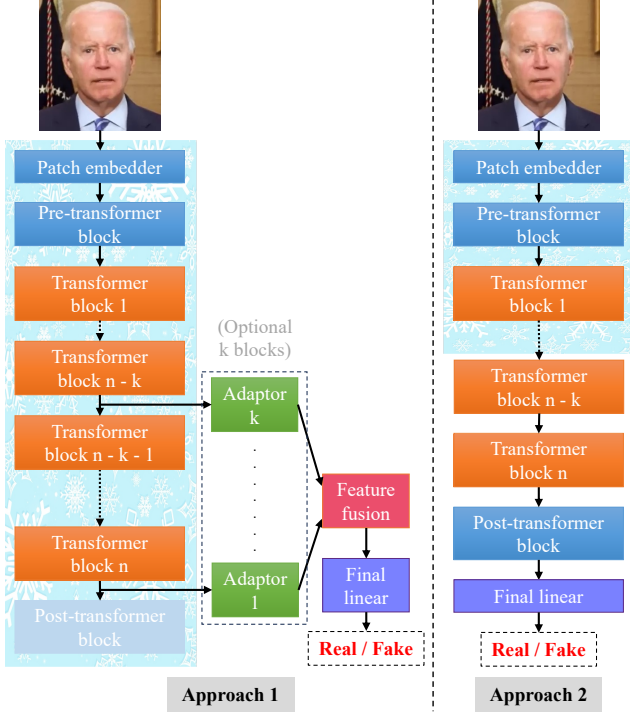 Patch embedder
Pre-transformer
block
Transformer
block 1
(Optional
k blocks)
Transformer
block n - k
Adaptor
k
Transformer
block n - k - 1
Feature
fusion
Transformer
block n
Adaptor
1
Final
linear
Post-transformer
block
Real / Fake
Approach 1
Patch embedder
Pre-transformer
block
Transformer
block 1
Transformer
block n - k
Transformer
block n
Post-transformer
block
Final linear
Real / Fake
Approach 2